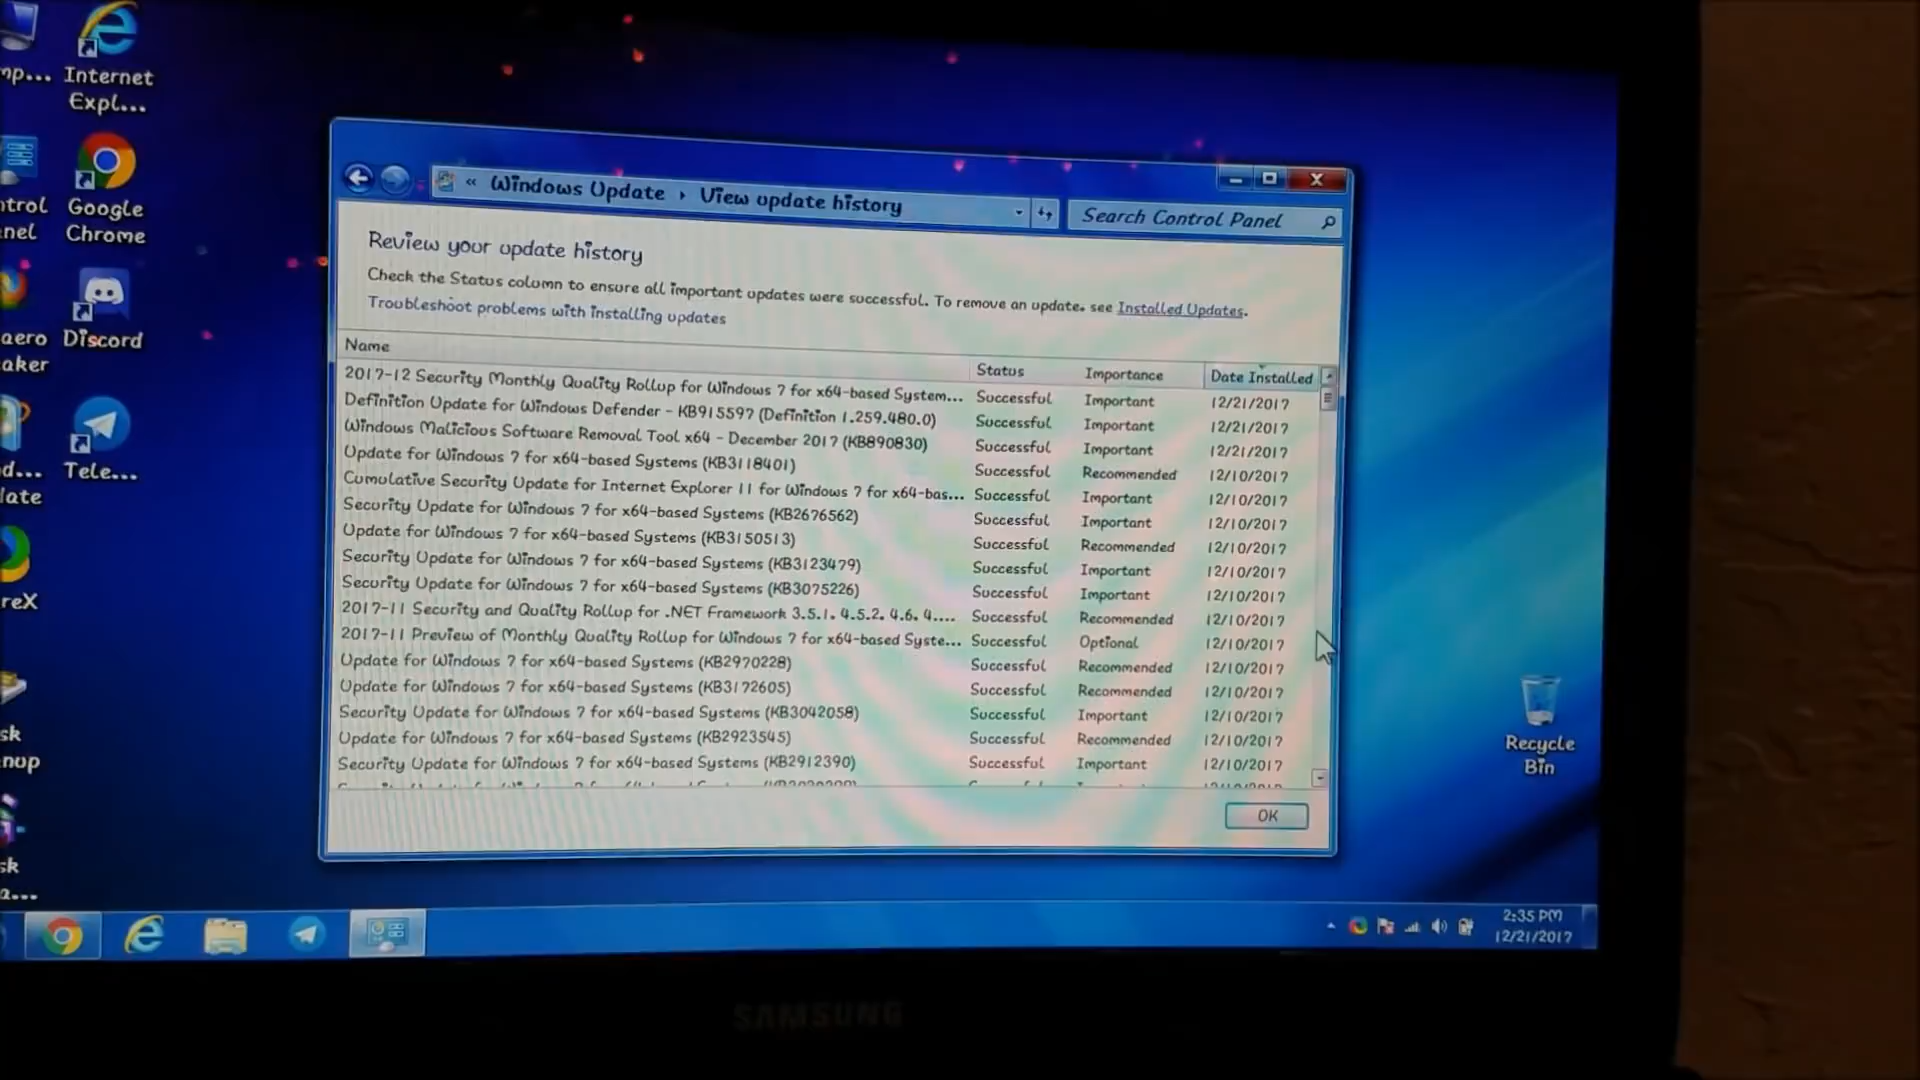 mp...
Internet
Expl...
ntrol
nel
Google
Chrome
aero
aker
Discord
d...
late
Tele...
reX
sk
nup
sk
a...
« Windows Update › View update history
Search Control Panel
Review your update history
Check the Status column to ensure all important updates were successful. To remove an update, see Installed Updates.
Troubleshoot problems with installing updates
Name Status Importance Date Installed
2017-12 Security Monthly Quality Rollup for Windows 7 for x64-based System... Successful Important 12/21/2017
Definition Update for Windows Defender - KB915597 (Definition 1.259.480.0) Successful Important 12/21/2017
Windows Malicious Software Removal Tool x64 - December 2017 (KB890830) Successful Important 12/21/2017
Update for Windows 7 for x64-based Systems (KB3118401) Successful Recommended 12/10/2017
Cumulative Security Update for Internet Explorer 11 for Windows 7 for x64-bas... Successful Important 12/10/2017
Security Update for Windows 7 for x64-based Systems (KB2676562) Successful Important 12/10/2017
Update for Windows 7 for x64-based Systems (KB3150513) Successful Recommended 12/10/2017
Security Update for Windows 7 for x64-based Systems (KB3123479) Successful Important 12/10/2017
Security Update for Windows 7 for x64-based Systems (KB3075226) Successful Important 12/10/2017
2017-11 Security and Quality Rollup for .NET Framework 3.5.1, 4.5.2, 4.6, 4.... Successful Recommended 12/10/2017
2017-11 Preview of Monthly Quality Rollup for Windows 7 for x64-based Syste... Successful Optional 12/10/2017
Update for Windows 7 for x64-based Systems (KB2970228) Successful Recommended 12/10/2017
Update for Windows 7 for x64-based Systems (KB3172605) Successful Recommended 12/10/2017
Security Update for Windows 7 for x64-based Systems (KB3042058) Successful Important 12/10/2017
Update for Windows 7 for x64-based Systems (KB2923545) Successful Recommended 12/10/2017
Security Update for Windows 7 for x64-based Systems (KB2912390) Successful Important 12/10/2017
OK
Recycle
Bin
2:35 PM
12/21/2017
SAMSUNG